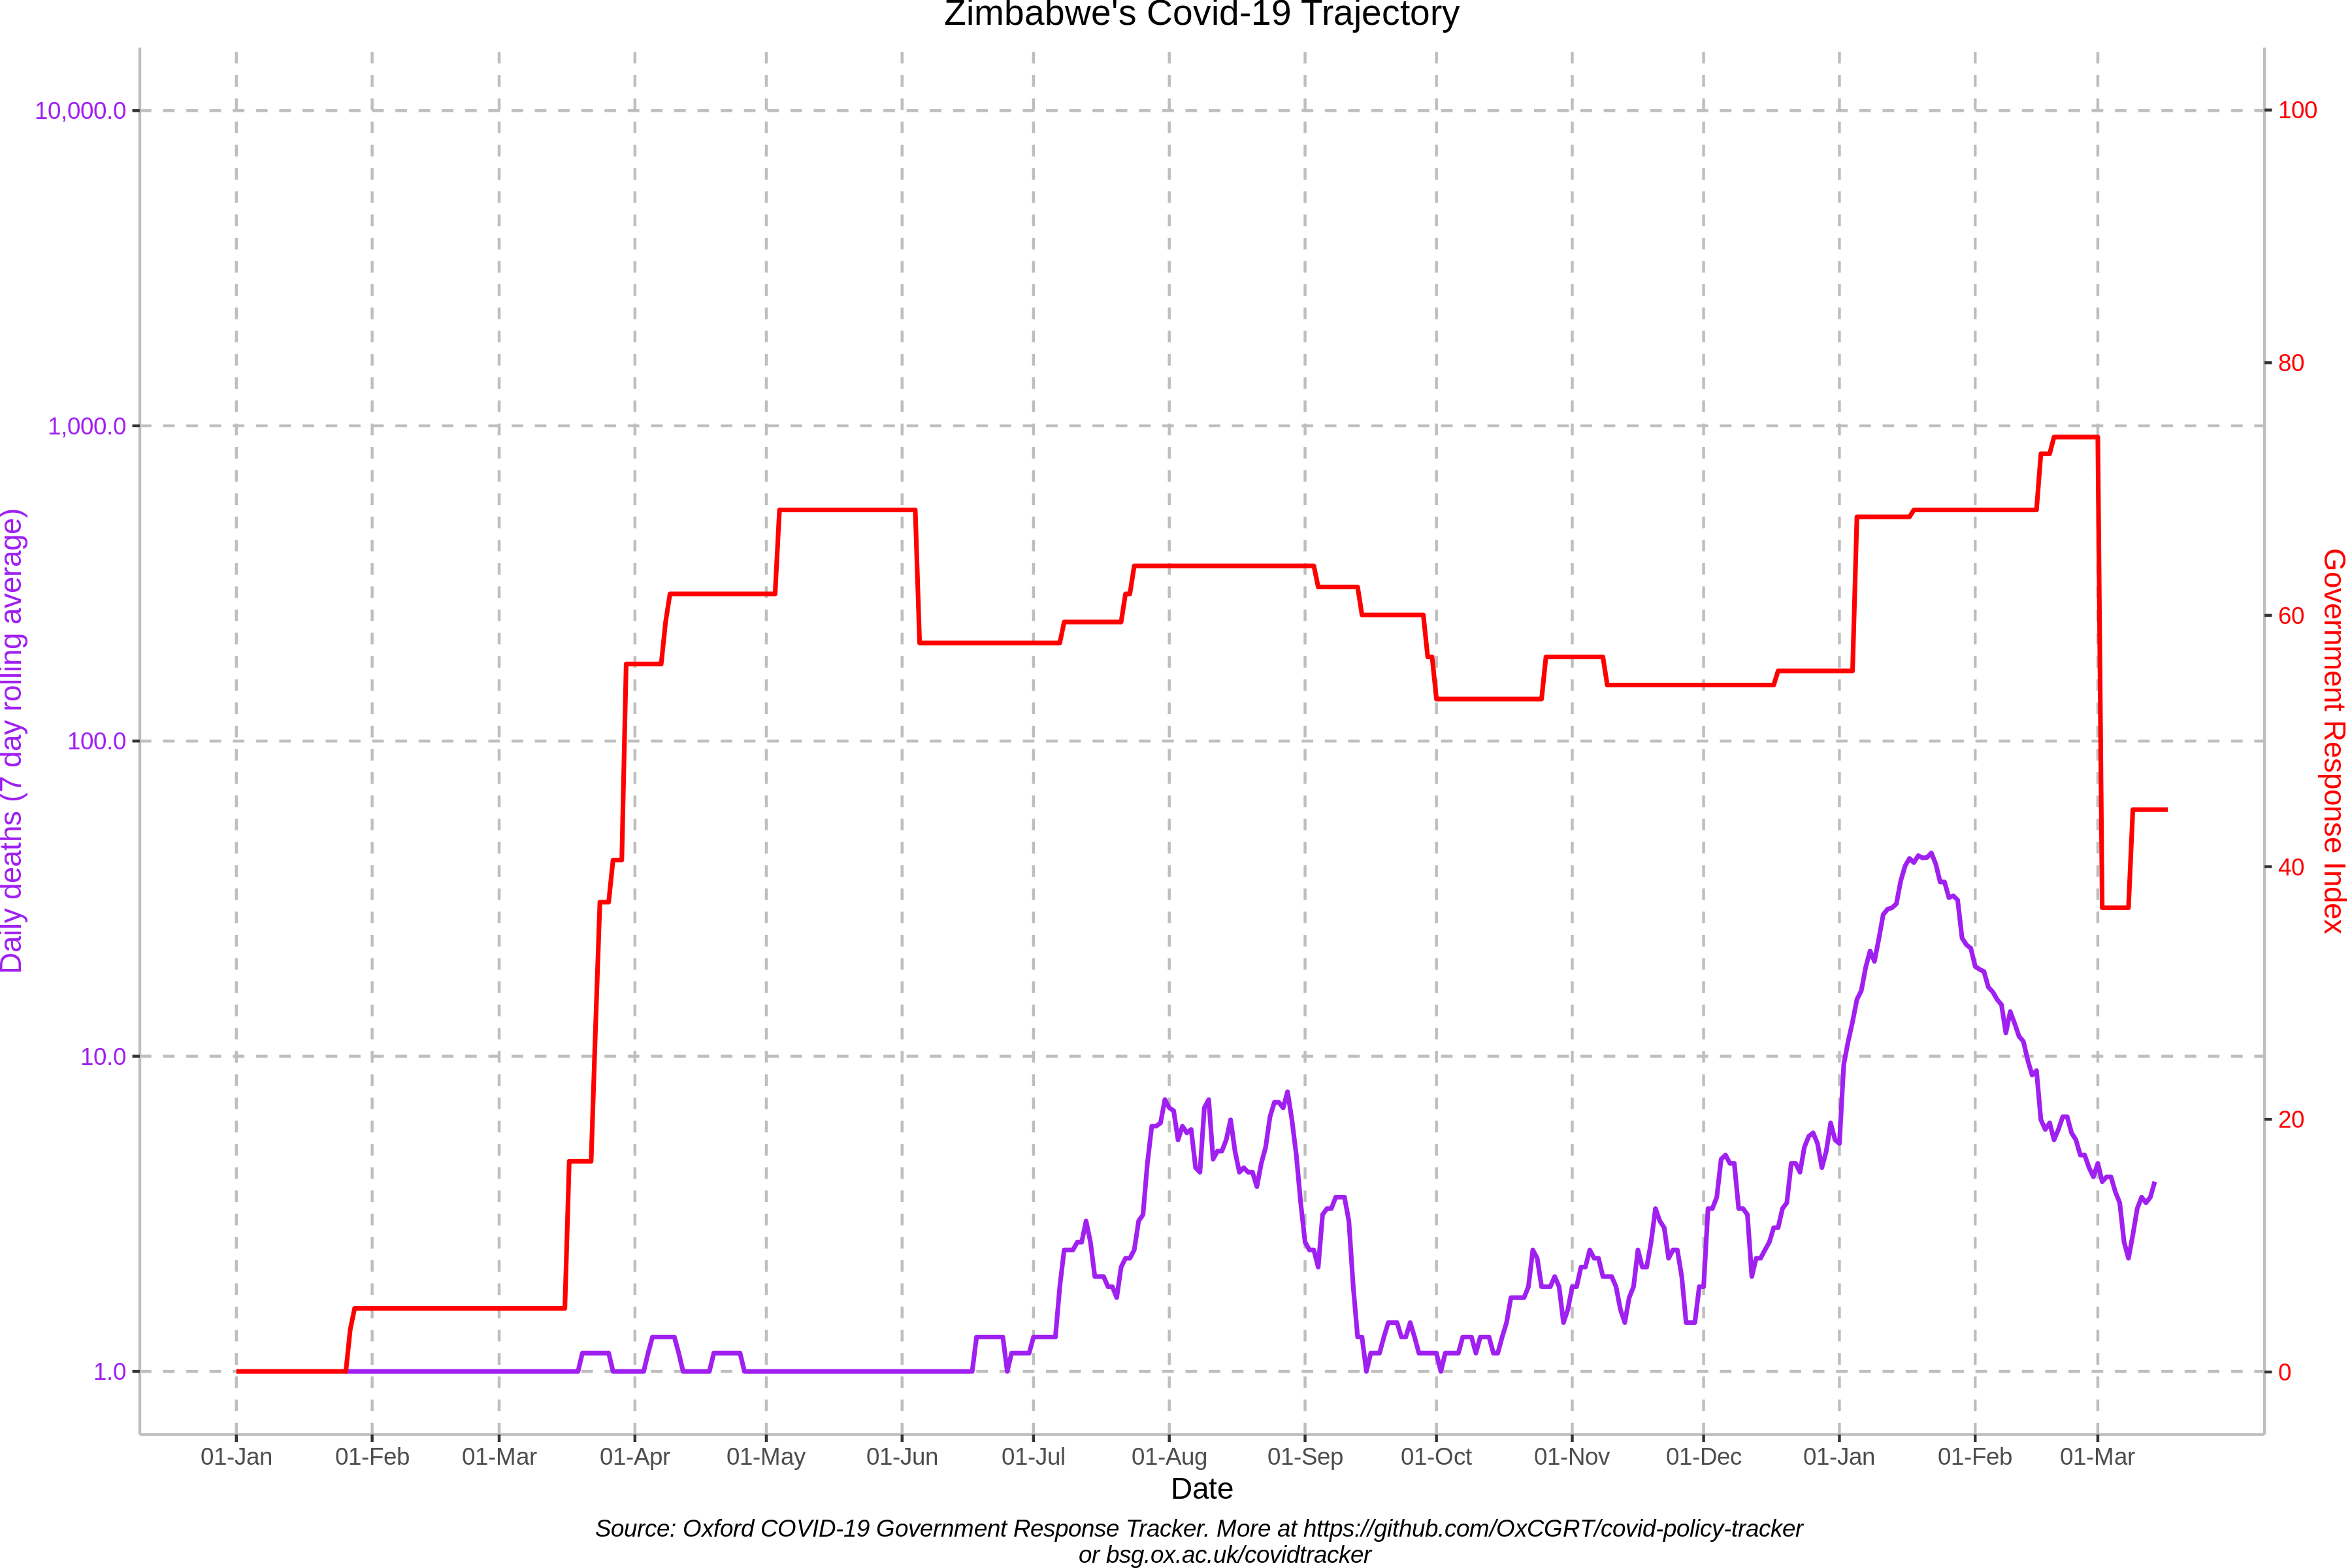 Zimbabwe's Covid-19 Trajectory
Daily deaths (7 day rolling average)
10,000.0
1,000.0
100.0
10.0
1.0
100
80
60
40
20
0
Government Response Index
01-Jan 01-Feb 01-Mar 01-Apr 01-May 01-Jun 01-Jul 01-Aug 01-Sep 01-Oct 01-Nov 01-Dec 01-Jan 01-Feb 01-Mar
Date
Source: Oxford COVID-19 Government Response Tracker. More at https://github.com/OxCGRT/covid-policy-tracker
or bsg.ox.ac.uk/covidtracker